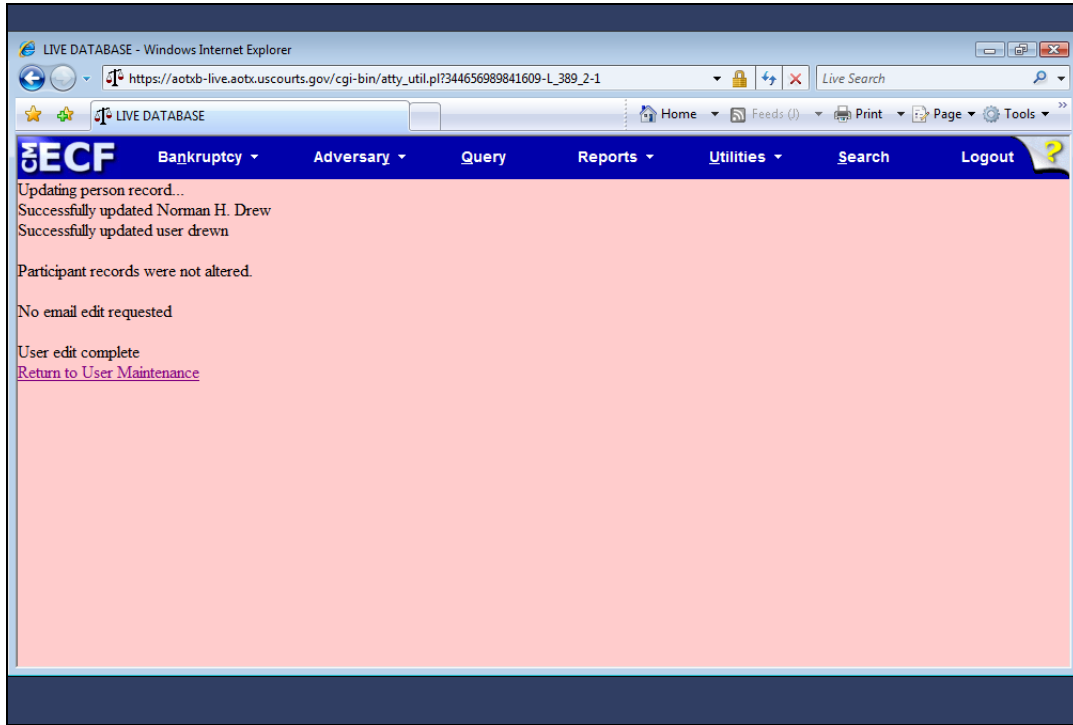 LIVE DATABASE - Windows Internet Explorer
https://aotxb-live.aotx.uscourts.gov/cgi-bin/atty_util.pl?344656989841609-L_389_2-1
Live Search
LIVE DATABASE
Home
Feeds (J)
Print
Page
Tools
CM ECF
Bankruptcy
Adversary
Query
Reports
Utilities
Search
Logout
?
Updating person record...
Successfully updated Norman H. Drew
Successfully updated user drewn
Participant records were not altered.
No email edit requested
User edit complete
Return to User Maintenance